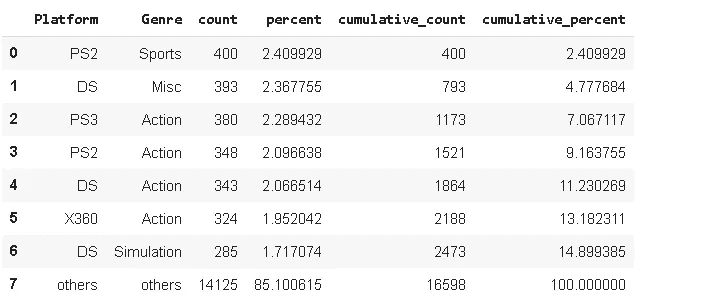 Platform Genre count percent cumulative_count cumulative_percent
0 PS2 Sports 400 2.409929 400 2.409929
1 DS Misc 393 2.367755 793 4.777684
2 PS3 Action 380 2.289432 1173 7.067117
3 PS2 Action 348 2.096638 1521 9.163755
4 DS Action 343 2.066514 1864 11.230269
5 X360 Action 324 1.952042 2188 13.182311
6 DS Simulation 285 1.717074 2473 14.899385
7 others others 14125 85.100615 16598 100.000000